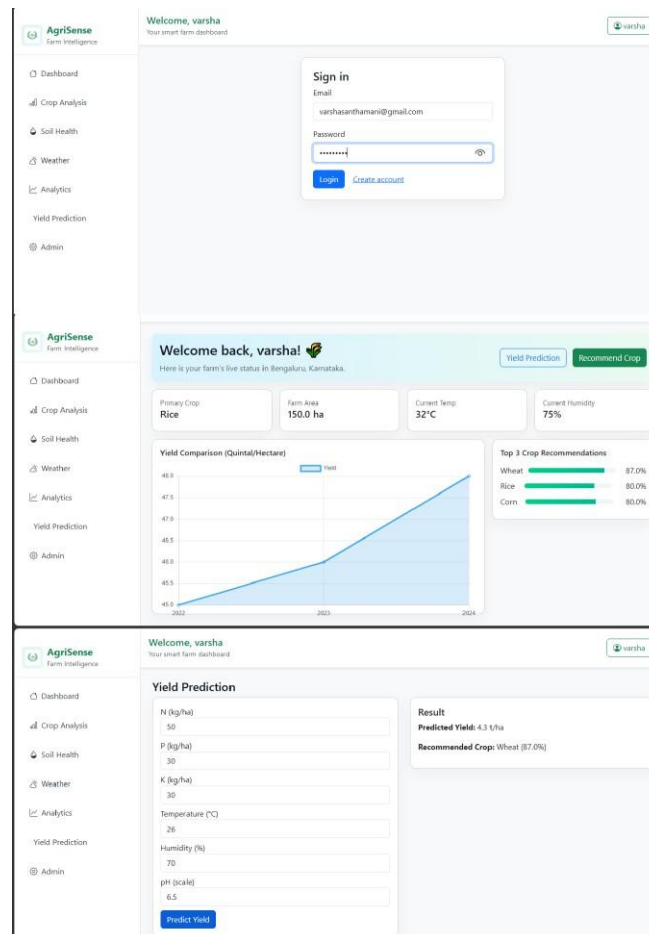 AgriSense
Farm Intelligence
Dashboard
Crop Analysis
Soil Health
Weather
Analytics
Yield Prediction
Admin
Welcome, varsha
Your smart farm dashboard
varsha
Sign in
Email
varshasanthamani@gmail.com
Password
•••••••••
Login Create account
AgriSense
Farm Intelligence
Dashboard
Crop Analysis
Soil Health
Weather
Analytics
Yield Prediction
Admin
Welcome back, varsha!
Here is your farm's live status in Bengaluru, Karnataka.
Yield Prediction Recommend Crop
Primary Crop
Rice
Farm Area
150.0 ha
Current Temp
32°C
Current Humidity
75%
Yield Comparison (Quintal/Hectare)
Yield
48.0
47.5
47.0
46.5
46.0
45.5
45.0
2022 2023 2024
Top 3 Crop Recommendations
Wheat 87.0%
Rice 80.0%
Corn 80.0%
AgriSense
Farm Intelligence
Dashboard
Crop Analysis
Soil Health
Weather
Analytics
Yield Prediction
Admin
Welcome, varsha
Your smart farm dashboard
varsha
Yield Prediction
N (kg/ha)
50
P (kg/ha)
30
K (kg/ha)
30
Temperature (°C)
26
Humidity (%)
70
pH (scale)
6.5
Predict Yield
Result
Predicted Yield: 4.3 t/ha
Recommended Crop: Wheat (87.0%)